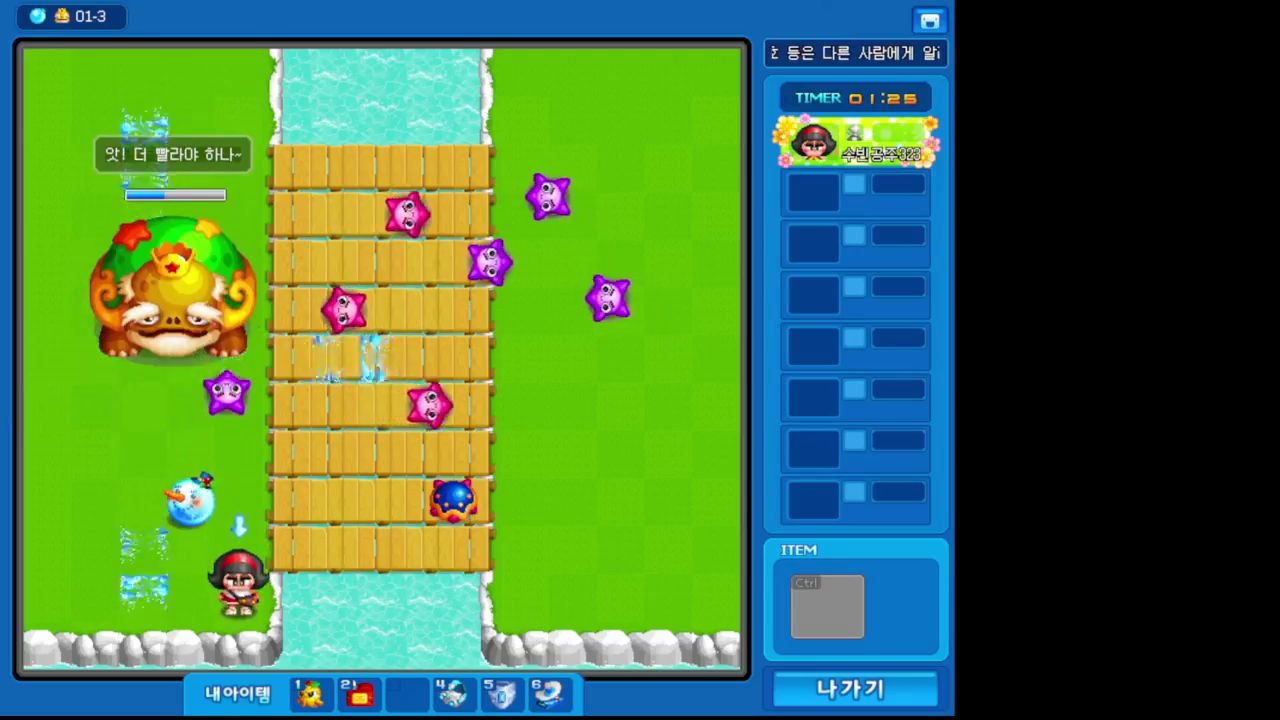 01-3
호 등은 다른 사람에게 알
TIMER 01:25
수빈공주323
앗! 더 빨라야 하나~
ITEM
Ctrl
내아이템 1 2 4 5 6
나가기